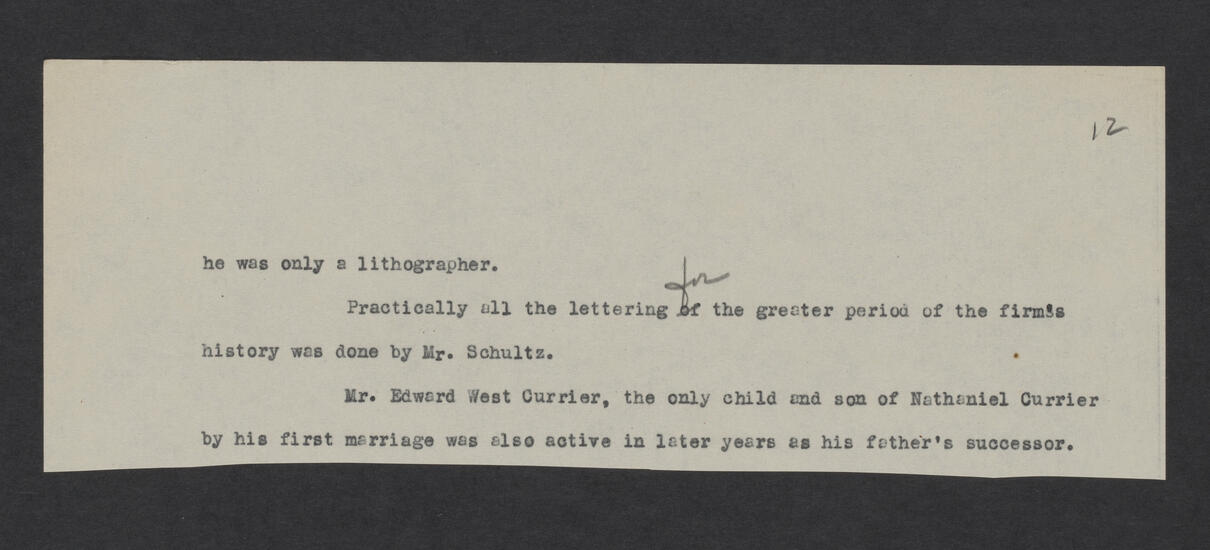 12
he was only a lithographer.
for
Practically all the lettering of the greater period of the firm's
history was done by Mr. Schultz.
Mr. Edward West Currier, the only child and son of Nathaniel Currier
by his first marriage was also active in later years as his father's successor.